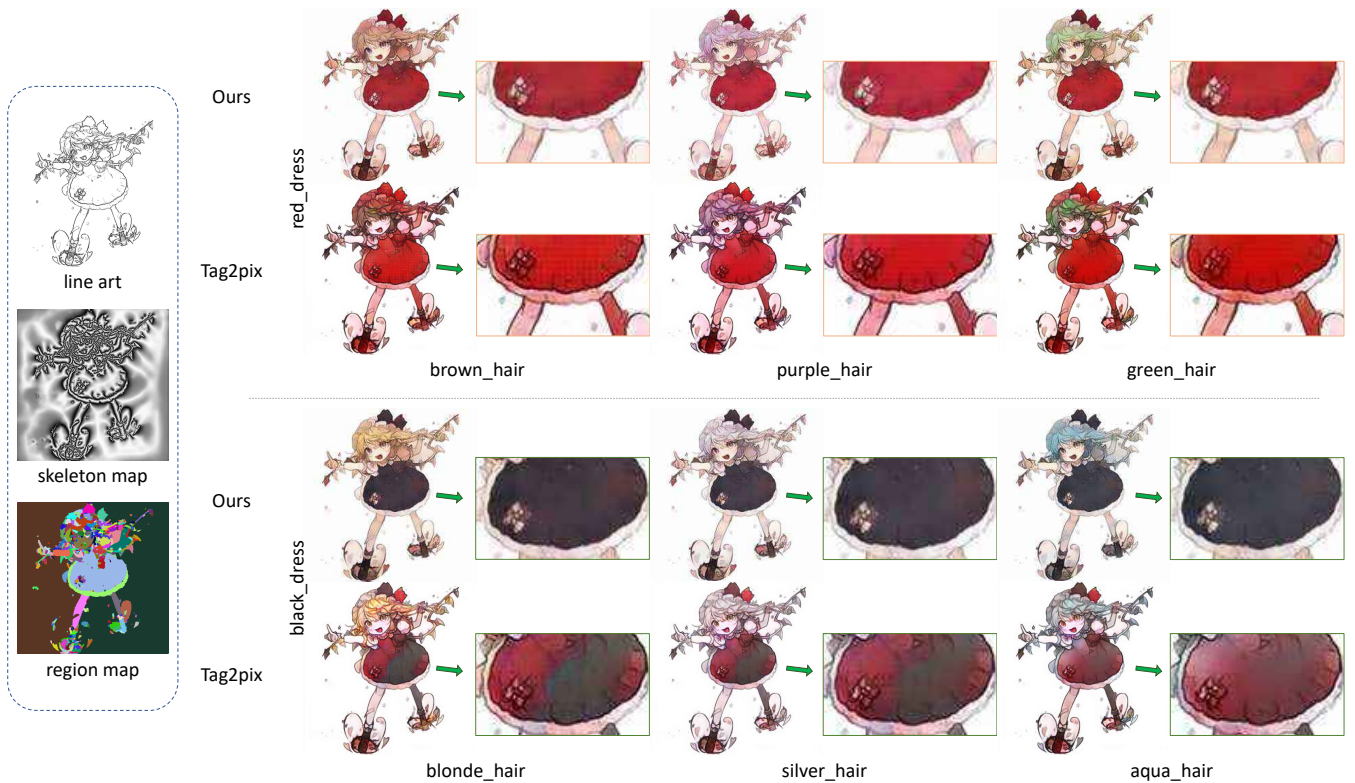 line art
skeleton map
region map
Ours
red_dress
Tag2pix
brown_hair
purple_hair
green_hair
Ours
black_dress
Tag2pix
blonde_hair
silver_hair
aqua_hair